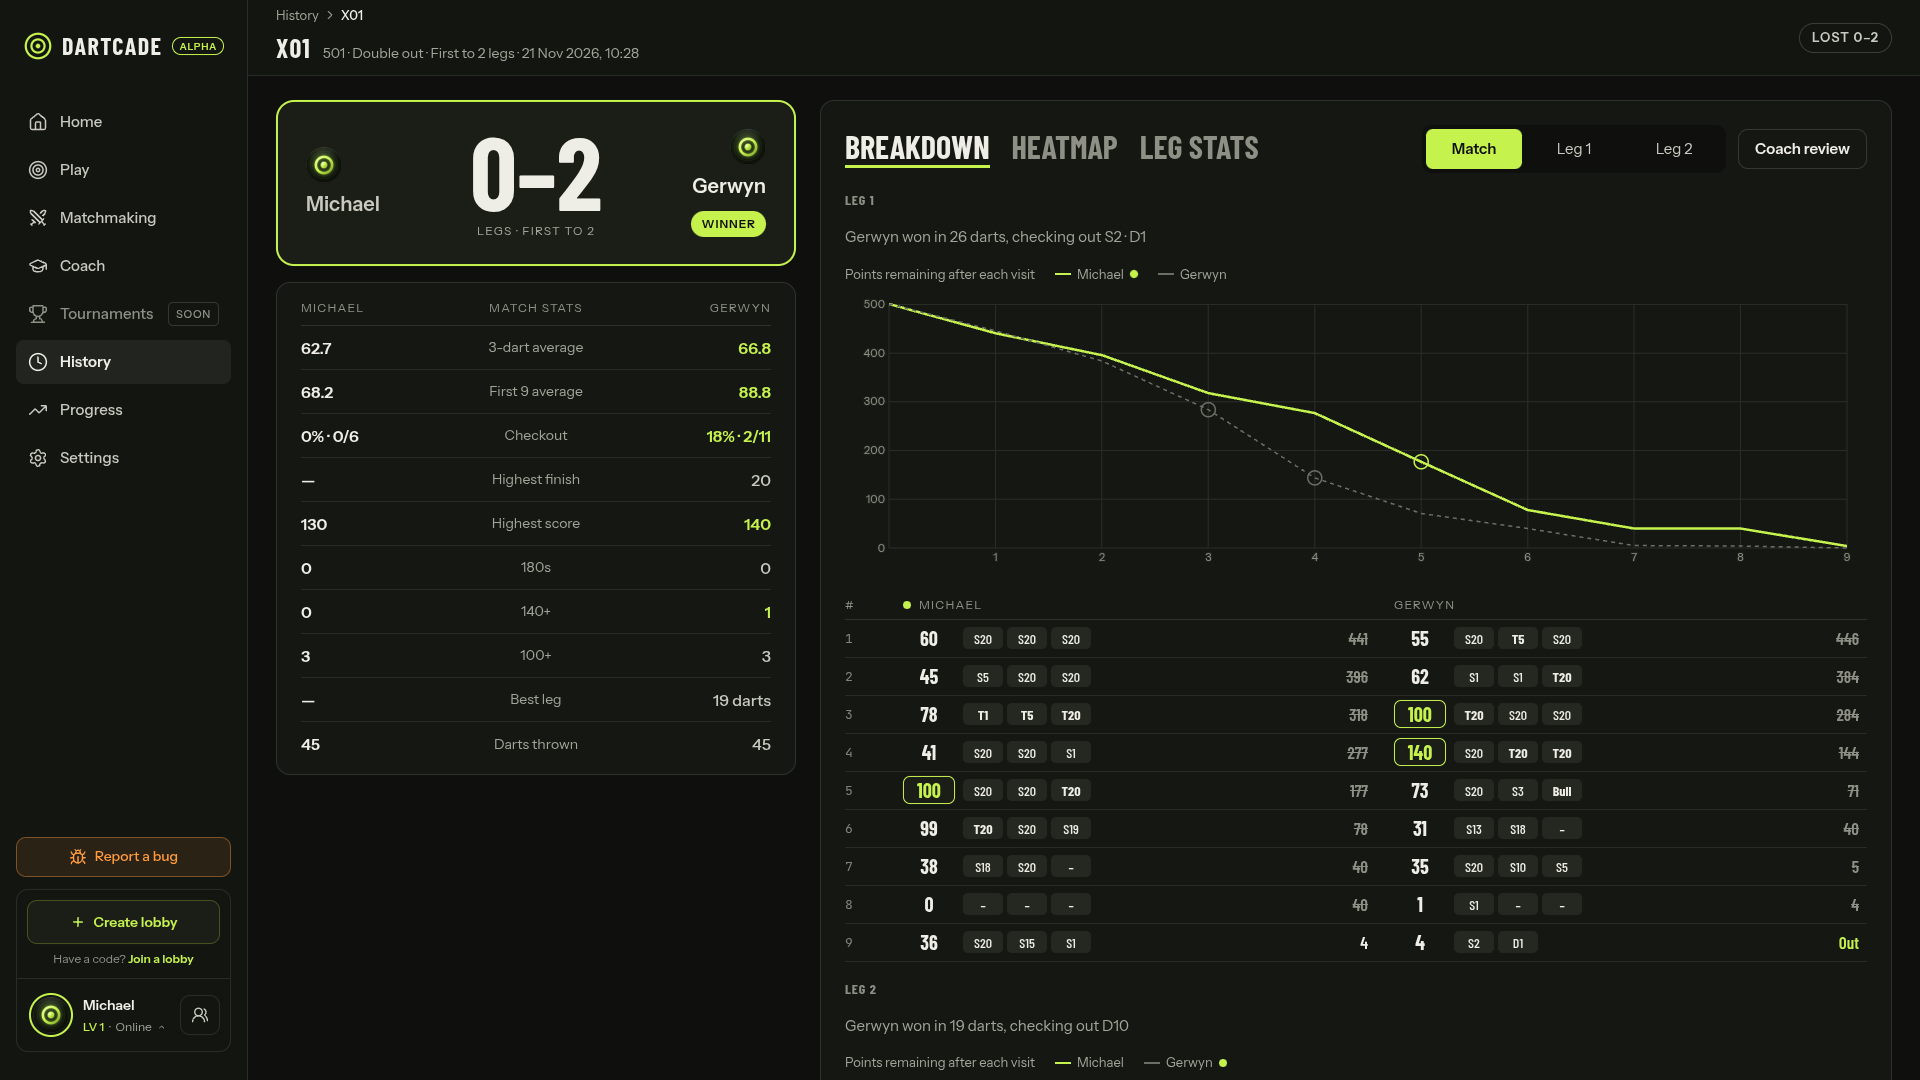 DARTCADE ALPHA
Home
Play
Matchmaking
Coach
Tournaments SOON
History
Progress
Settings
Report a bug
+ Create lobby
Have a code? Join a lobby
Michael
LV 1 · Online
History > X01
X01 501 · Double out · First to 2 legs · 21 Nov 2026, 10:28
LOST 0–2
Michael
0–2
LEGS · FIRST TO 2
Gerwyn
WINNER
MICHAEL MATCH STATS GERWYN
62.7 3-dart average 66.8
68.2 First 9 average 88.8
0% · 0/6 Checkout 18% · 2/11
— Highest finish 20
130 Highest score 140
0 180s 0
0 140+ 1
3 100+ 3
— Best leg 19 darts
45 Darts thrown 45
BREAKDOWN HEATMAP LEG STATS
Match Leg 1 Leg 2
Coach review
LEG 1
Gerwyn won in 26 darts, checking out S2 · D1
Points remaining after each visit Michael Gerwyn
500
400
300
200
100
0
1 2 3 4 5 6 7 8 9
# MICHAEL GERWYN
1 60 S20 S20 S20 441 55 S20 T5 S20 446
2 45 S5 S20 S20 396 62 S1 S1 T20 384
3 78 T1 T5 T20 318 100 T20 S20 S20 284
4 41 S20 S20 S1 277 140 S20 T20 T20 144
5 100 S20 S20 T20 177 73 S20 S3 Bull 71
6 99 T20 S20 S19 78 31 S13 S18 - 40
7 38 S18 S20 - 40 35 S20 S10 S5 5
8 0 - - - 40 1 S1 - - 4
9 36 S20 S15 S1 4 4 S2 D1 Out
LEG 2
Gerwyn won in 19 darts, checking out D10
Points remaining after each visit Michael Gerwyn